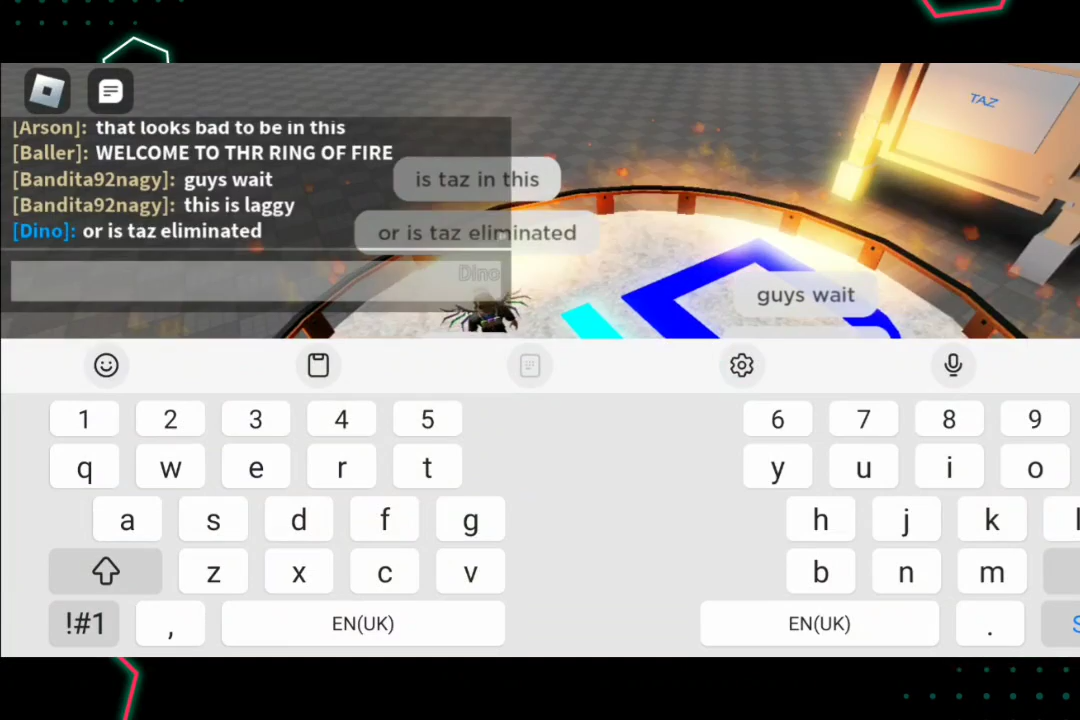 TAZ
[Arson]: that looks bad to be in this
[Baller]: WELCOME TO THR RING OF FIRE
[Bandita92nagy]: guys wait
[Bandita92nagy]: this is laggy
[Dino]: or is taz eliminated
is taz in this
or is taz eliminated
Dino
guys wait
1 2 3 4 5 6 7 8 9
q w e r t y u i o
a s d f g h j k l
z x c v b n m
!#1 , EN(UK) EN(UK) . S